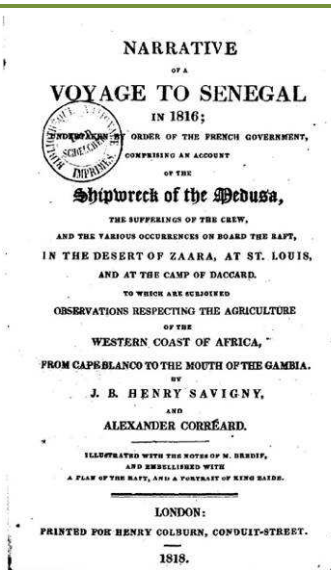 NARRATIVE
OF A
VOYAGE TO SENEGAL
IN 1816;
UNDERTAKEN BY ORDER OF THE FRENCH GOVERNMENT,
COMPRISING AN ACCOUNT
OF THE
Shipwreck of the Medusa,
THE SUFFERINGS OF THE CREW,
AND THE VARIOUS OCCURRENCES ON BOARD THE RAFT,
IN THE DESERT OF ZAARA, AT ST. LOUIS,
AND AT THE CAMP OF DACCARD.
TO WHICH ARE SUBJOINED
OBSERVATIONS RESPECTING THE AGRICULTURE
OF THE
WESTERN COAST OF AFRICA,
FROM CAPE BLANCO TO THE MOUTH OF THE GAMBIA.
BY
J. B. HENRY SAVIGNY,
AND
ALEXANDER CORRÉARD.
ILLUSTRATED WITH THE NOTES OF M. BREDIF,
AND EMBELLISHED WITH
A PLAN OF THE RAFT, AND A PORTRAIT OF KING ZAIDE.
LONDON:
PRINTED FOR HENRY COLBURN, CONDUIT-STREET.
1818.
IMPRIMES